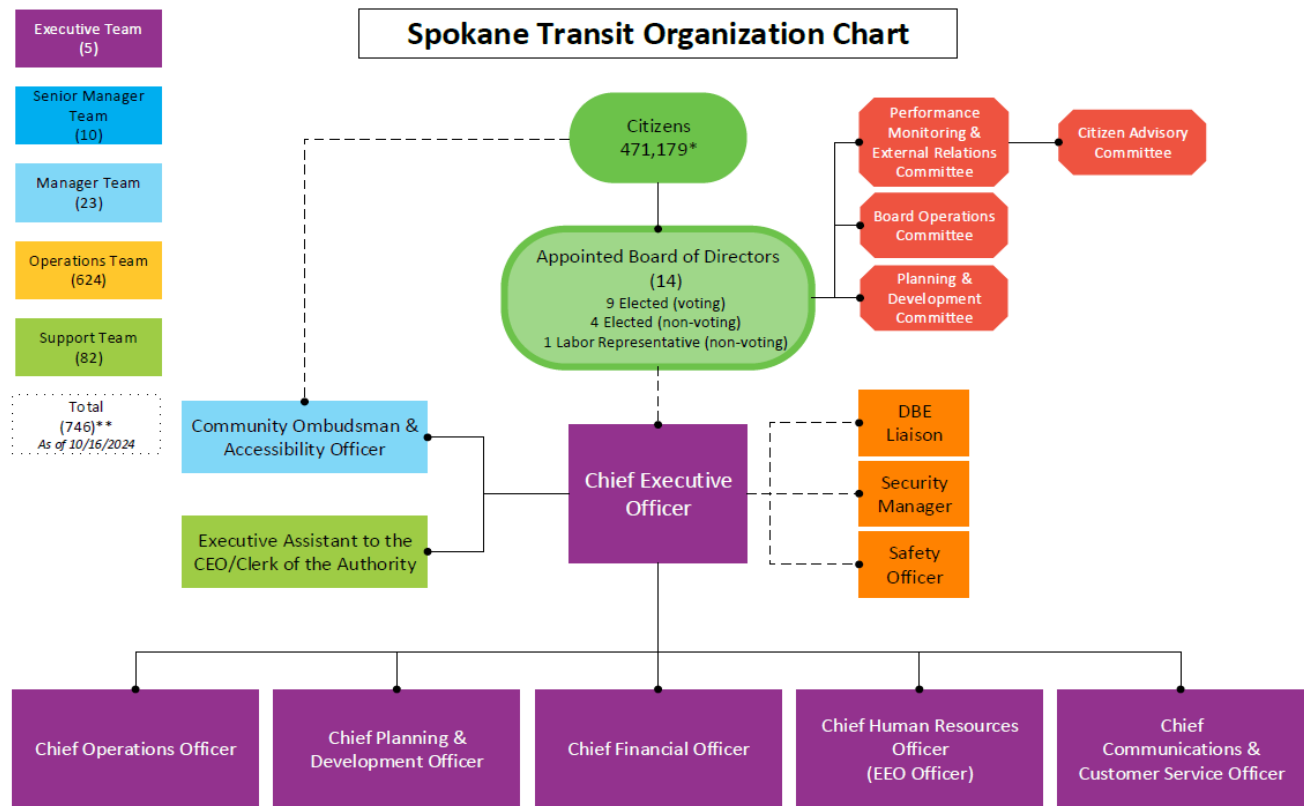 Spokane Transit Organization Chart
Executive Team
(5)
Senior Manager
Team
(10)
Manager Team
(23)
Operations Team
(624)
Support Team
(82)
Total
(746)**
As of 10/16/2024
Citizens
471,179*
Performance
Monitoring &
External Relations
Committee
Citizen Advisory
Committee
Board Operations
Committee
Planning &
Development
Committee
Appointed Board of Directors
(14)
9 Elected (voting)
4 Elected (non-voting)
1 Labor Representative (non-voting)
Community Ombudsman &
Accessibility Officer
Executive Assistant to the
CEO/Clerk of the Authority
Chief Executive
Officer
DBE
Liaison
Security
Manager
Safety
Officer
Chief Operations Officer
Chief Planning &
Development Officer
Chief Financial Officer
Chief Human Resources
Officer
(EEO Officer)
Chief
Communications &
Customer Service Officer